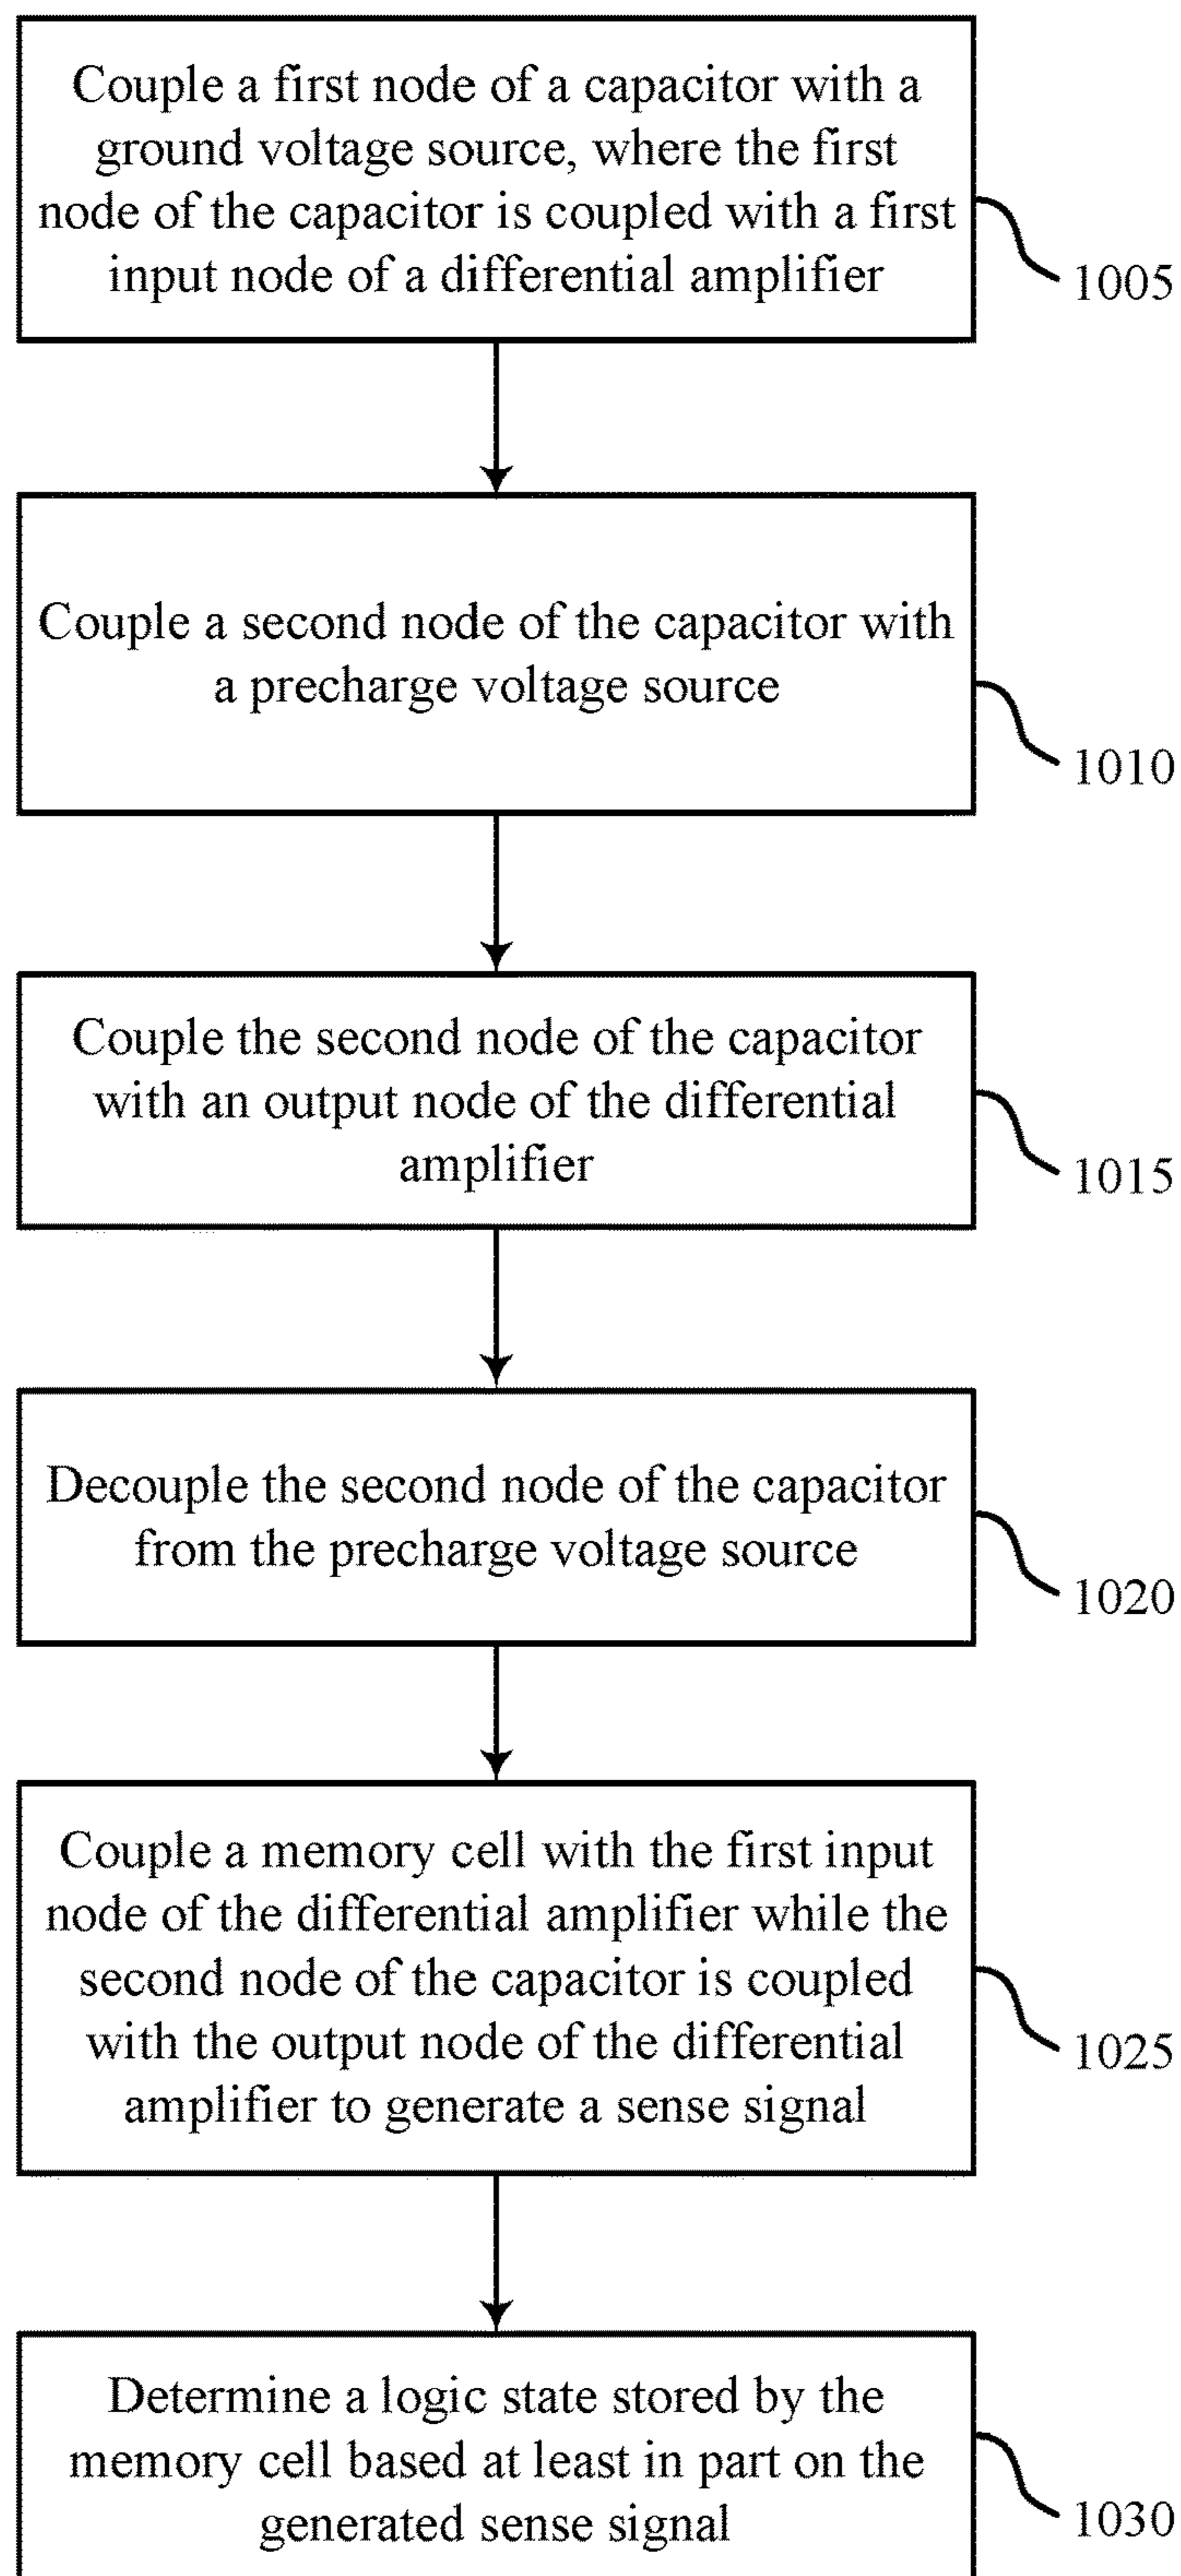 Couple a first node of a capacitor with a
ground voltage source, where the first
node of the capacitor is coupled with a first
input node of a differential amplifier
1005
Couple a second node of the capacitor with
a precharge voltage source
1010
Couple the second node of the capacitor
with an output node of the differential
amplifier
1015
Decouple the second node of the capacitor
from the precharge voltage source
1020
Couple a memory cell with the first input
node of the differential amplifier while the
second node of the capacitor is coupled
with the output node of the differential
amplifier to generate a sense signal
1025
Determine a logic state stored by the
memory cell based at least in part on the
generated sense signal
1030